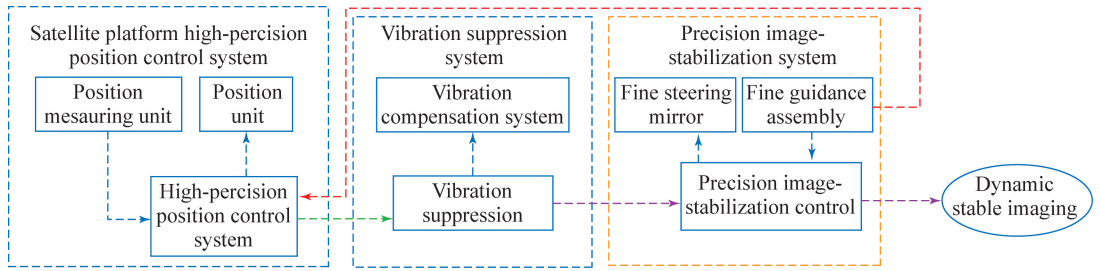 Satellite platform high-percision
position control system
Position
mesauring unit
Position
unit
High-percision
position control
system
Vibration suppression
system
Vibration
compensation system
Vibration
suppression
Precision image-
stabilization system
Fine steering
mirror
Fine guidance
assembly
Precision image-
stabilization control
Dynamic
stable imaging